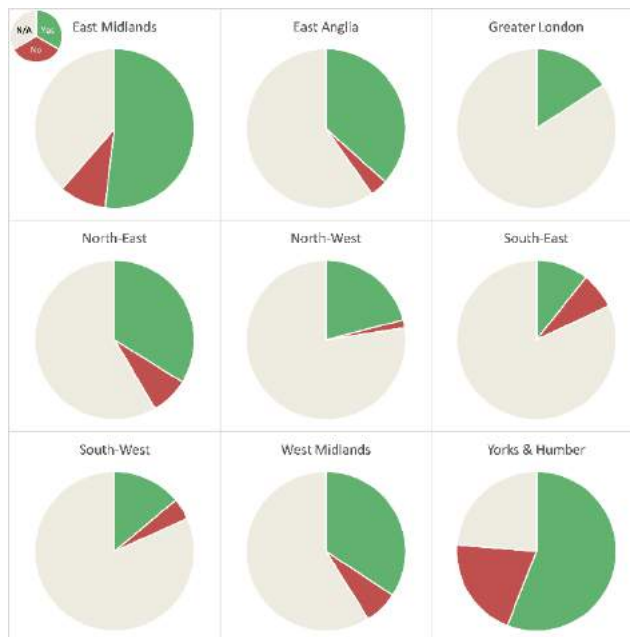 N/A
Yes
No
East Midlands
East Anglia
Greater London
North-East
North-West
South-East
South-West
West Midlands
Yorks & Humber